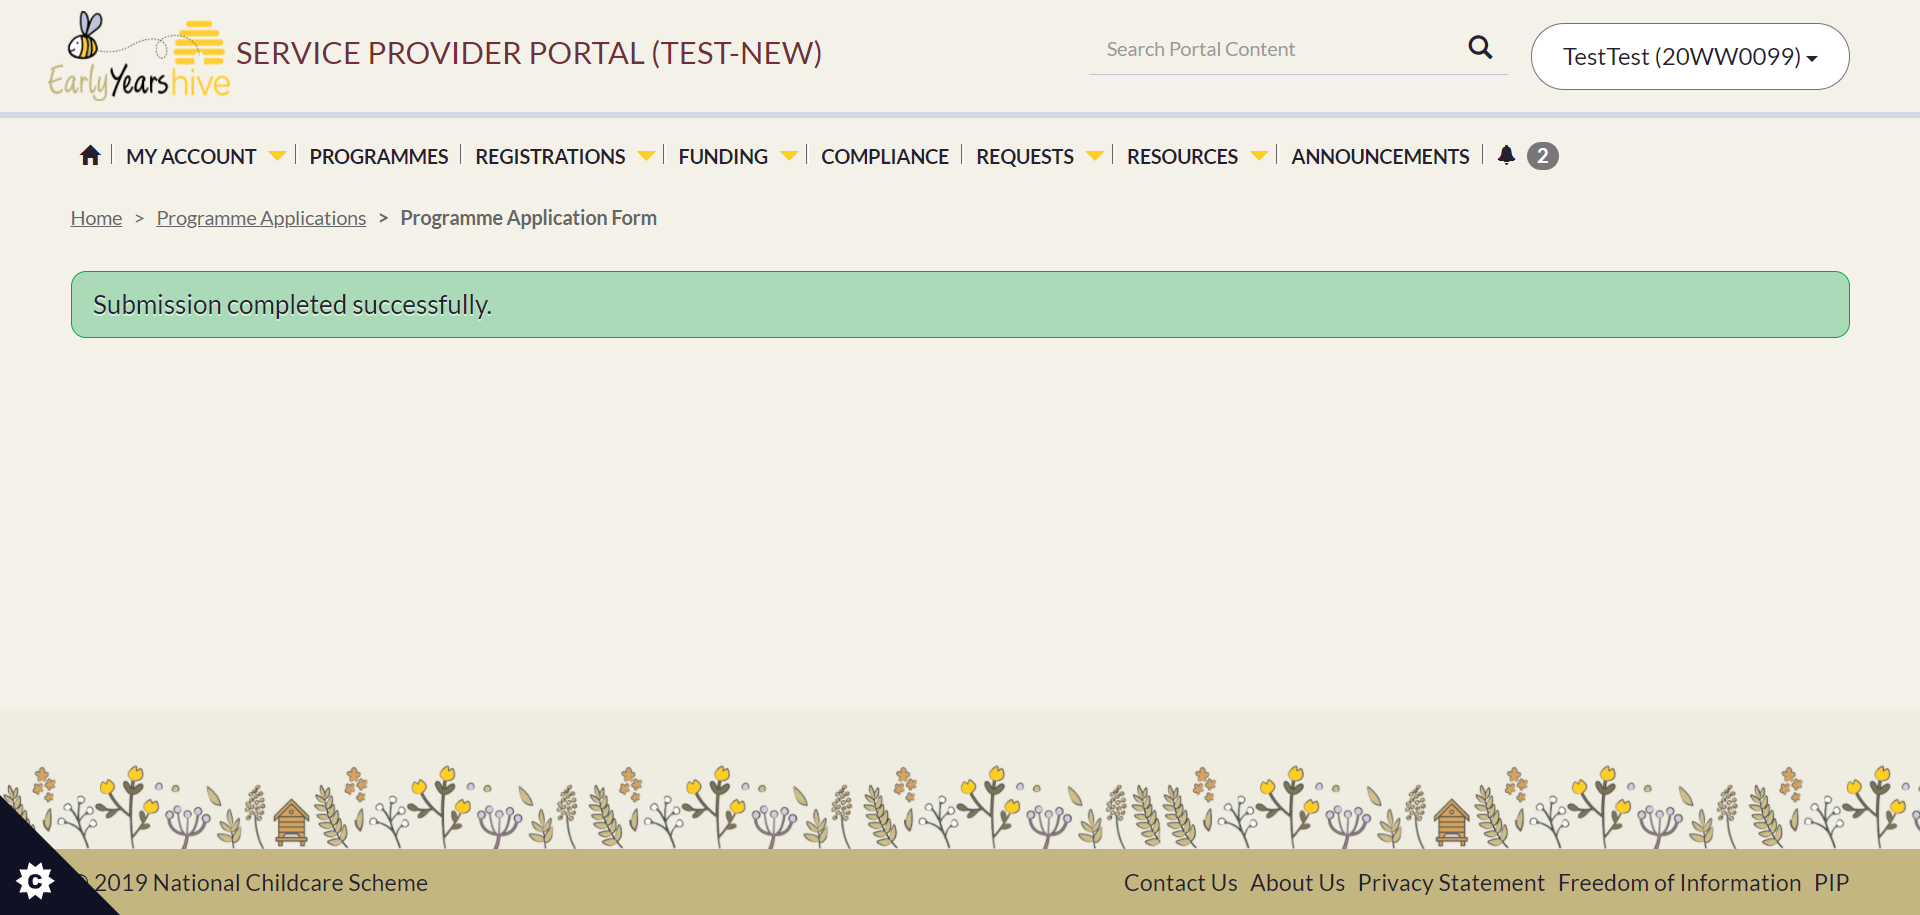 Early Years hive
SERVICE PROVIDER PORTAL (TEST-NEW)
Search Portal Content
TestTest (20WW0099)
MY ACCOUNT PROGRAMMES REGISTRATIONS FUNDING COMPLIANCE REQUESTS RESOURCES ANNOUNCEMENTS 2
Home > Programme Applications > Programme Application Form
Submission completed successfully.
© 2019 National Childcare Scheme
Contact Us About Us Privacy Statement Freedom of Information PIP
C